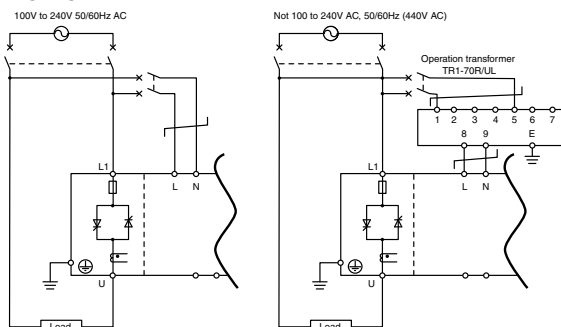 100V to 240V 50/60Hz AC
L1
L N
U
Load
Not 100 to 240V AC, 50/60Hz (440V AC)
Operation transformer
TR1-70R/UL
1 2 3 4 5 6 7
8 9 E
L1
L N
U
Load